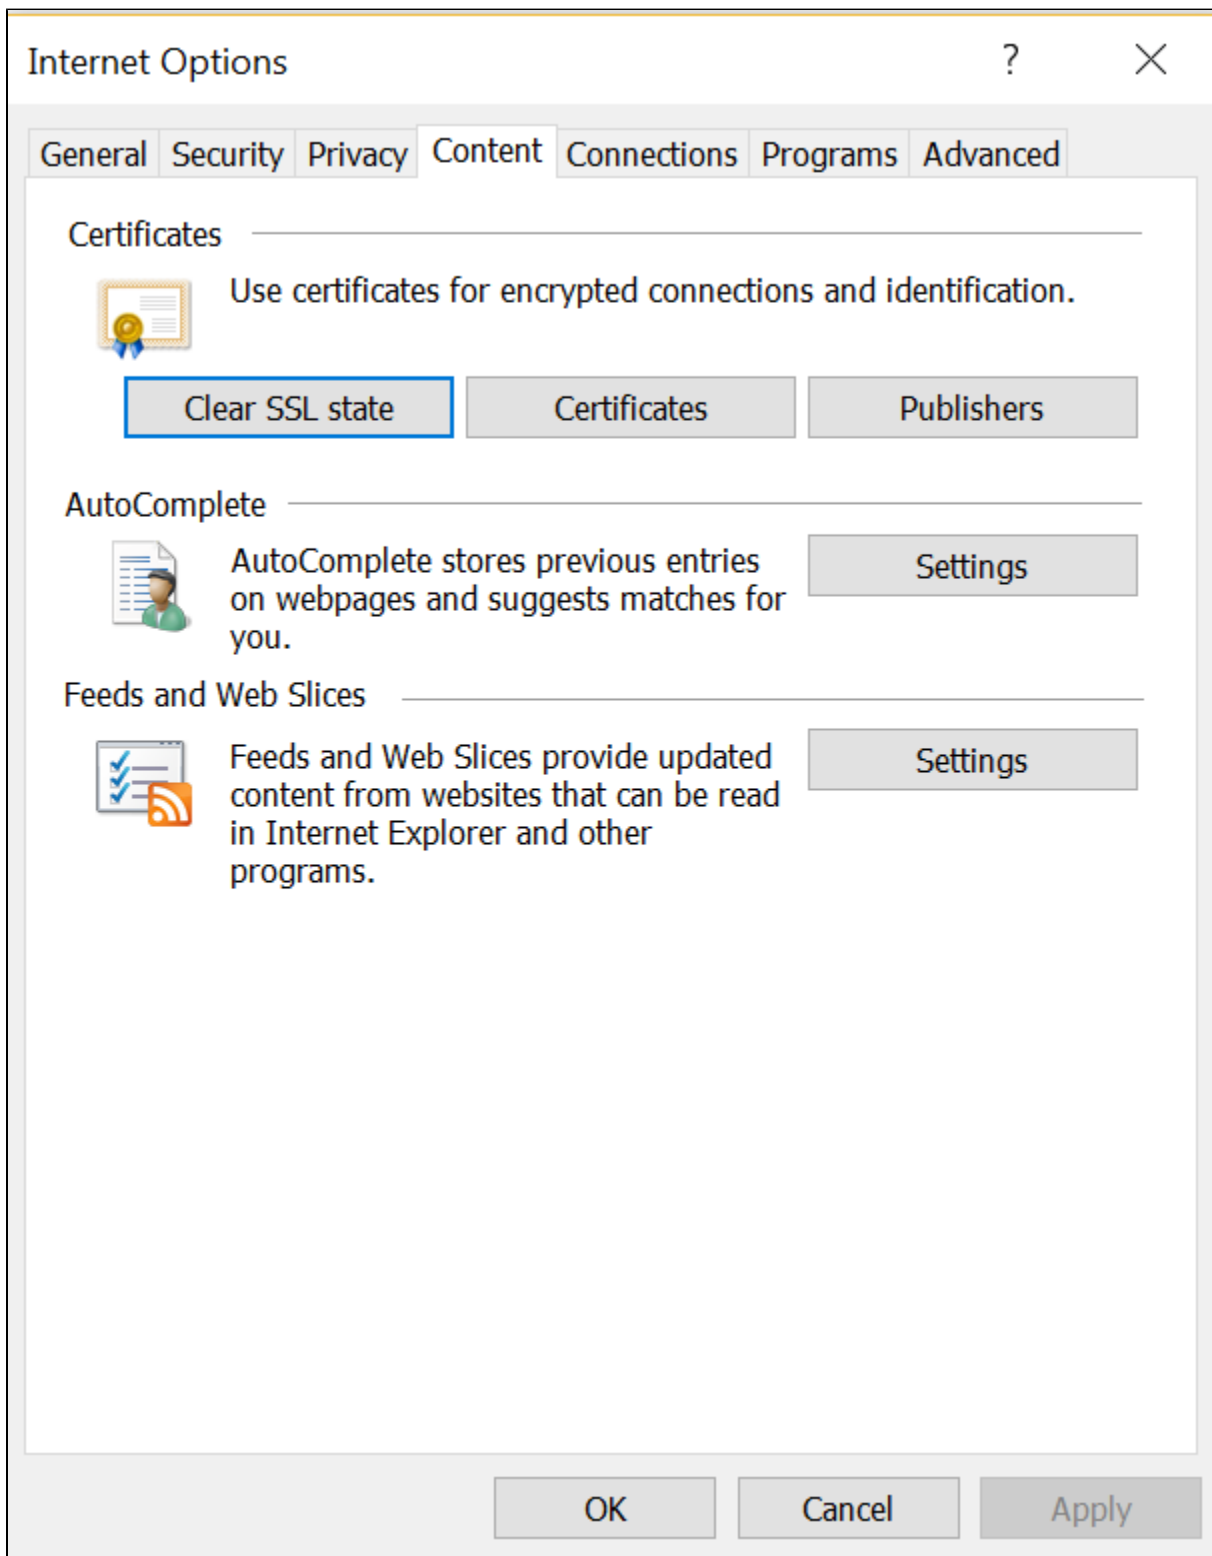 Internet Options ?
General Security Privacy Content Connections Programs Advanced
Certificates
Use certificates for encrypted connections and identification.
Clear SSL state Certificates Publishers
AutoComplete
AutoComplete stores previous entries
on webpages and suggests matches for
you.
Settings
Feeds and Web Slices
Feeds and Web Slices provide updated
content from websites that can be read
in Internet Explorer and other
programs.
Settings
OK Cancel Apply